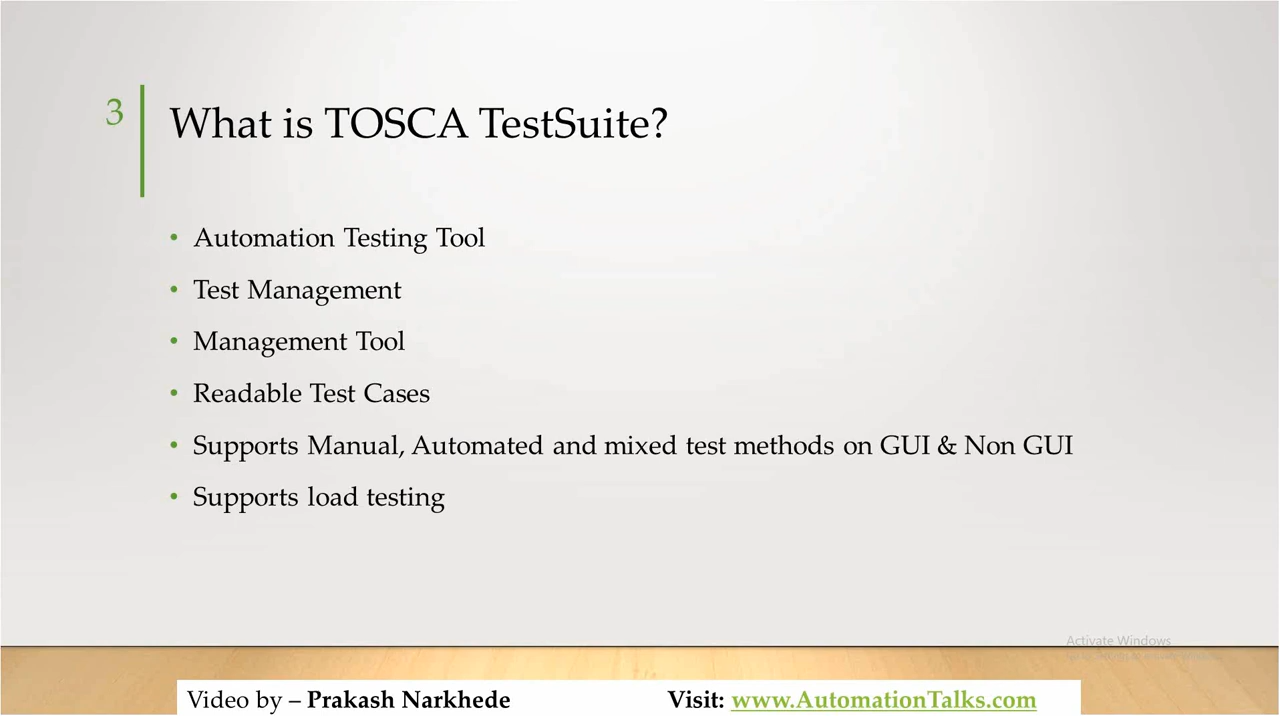 3
What is TOSCA TestSuite?
• Automation Testing Tool
• Test Management
• Management Tool
• Readable Test Cases
• Supports Manual, Automated and mixed test methods on GUI & Non GUI
• Supports load testing
Activate Windows
Video by – Prakash Narkhede
Visit: www.AutomationTalks.com